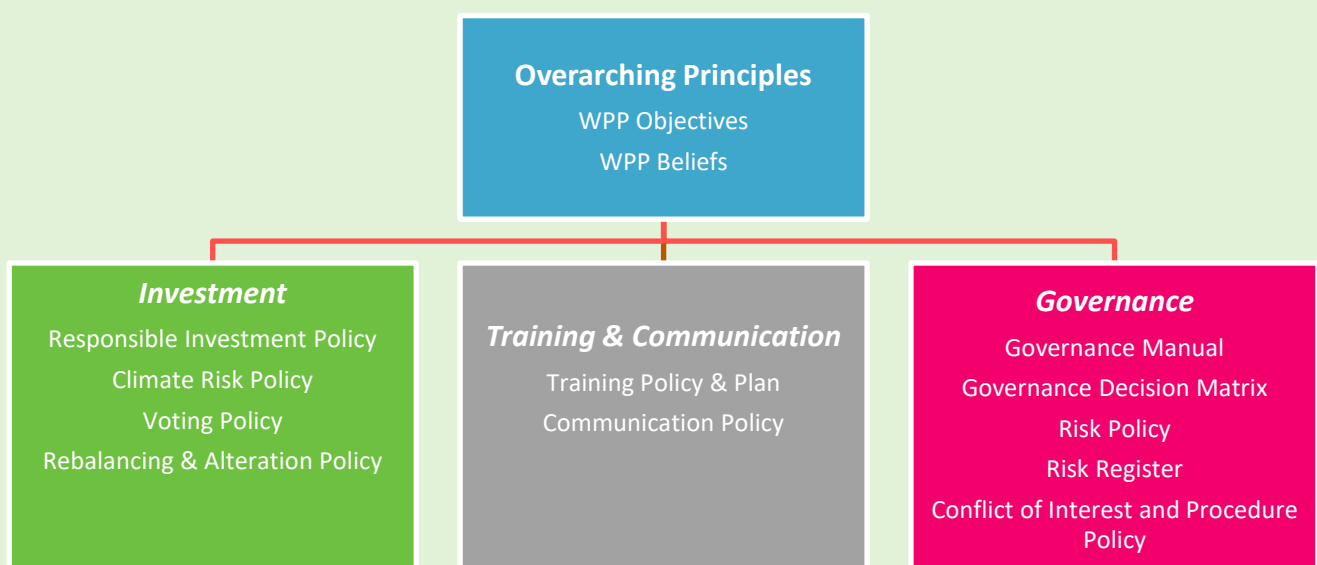 Overarching Principles
WPP Objectives
WPP Beliefs
Investment
Responsible Investment Policy
Climate Risk Policy
Voting Policy
Rebalancing & Alteration Policy
Training & Communication
Training Policy & Plan
Communication Policy
Governance
Governance Manual
Governance Decision Matrix
Risk Policy
Risk Register
Conflict of Interest and Procedure
Policy